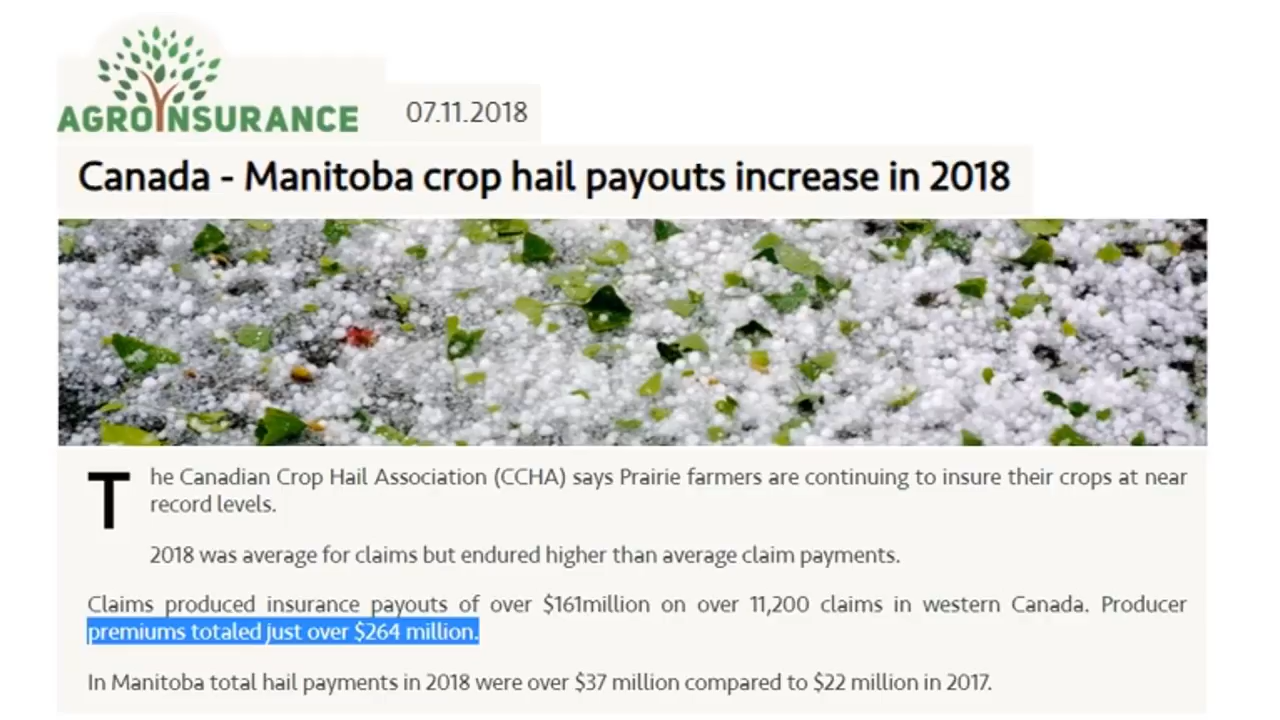 AGROINSURANCE
07.11.2018
Canada - Manitoba crop hail payouts increase in 2018
The Canadian Crop Hail Association (CCHA) says Prairie farmers are continuing to insure their crops at near
record levels.
2018 was average for claims but endured higher than average claim payments.
Claims produced insurance payouts of over $161million on over 11,200 claims in western Canada. Producer
premiums totaled just over $264 million.
In Manitoba total hail payments in 2018 were over $37 million compared to $22 million in 2017.